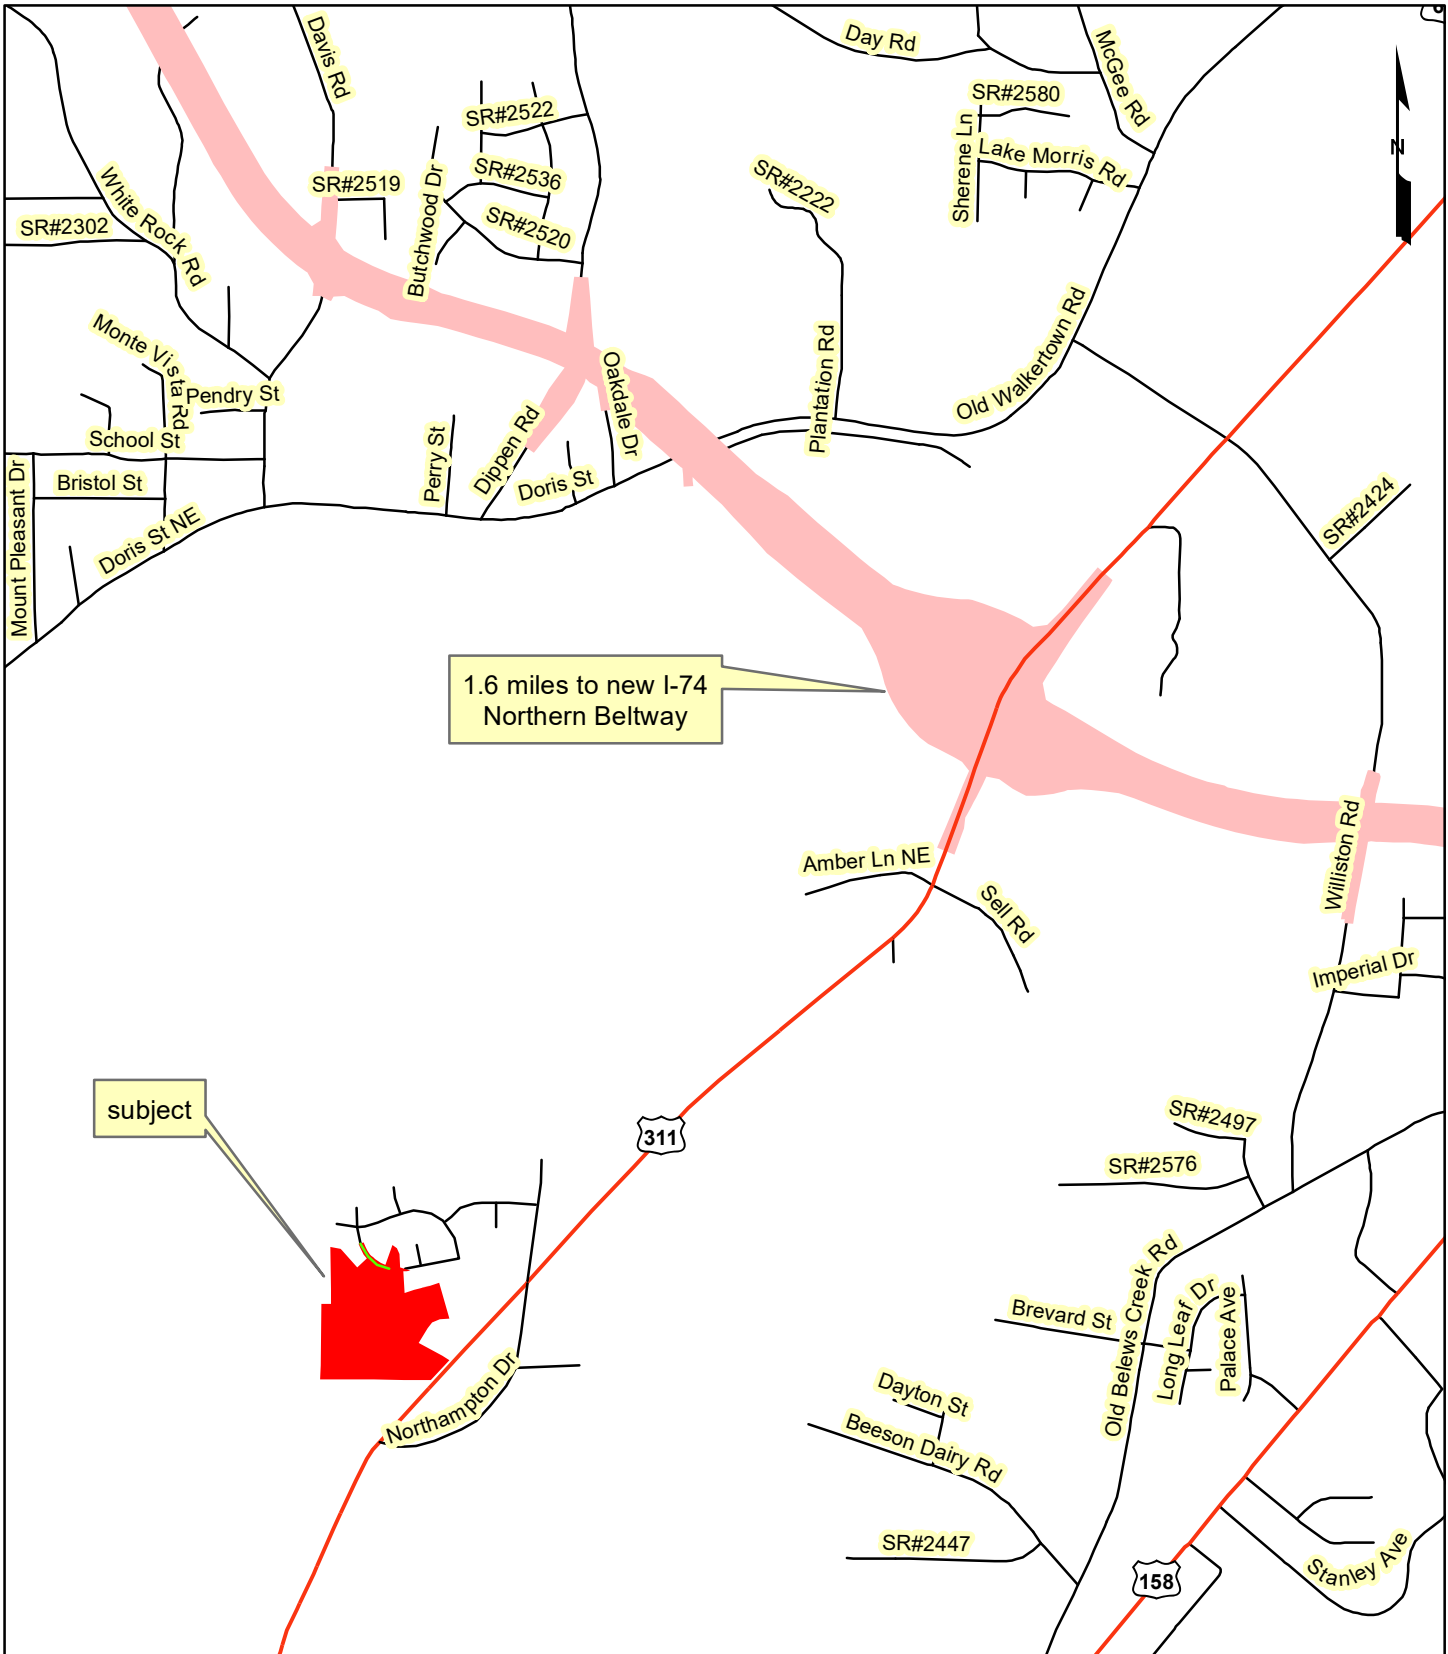 Davis Rd
Day Rd
McGee Rd
SR#2522
SR#2580
Sherene Ln
Lake Morris Rd
N
SR#2519
SR#2536
SR#2222
White Rock Rd
SR#2302
Butchwood Dr
SR#2520
Monte Vista Rd
Pendry St
Oakdale Dr
Plantation Rd
Old Walkertown Rd
School St
Dippen Rd
Perry St
Bristol St
Doris St
SR#2424
Mount Pleasant Dr
Doris St NE
1.6 miles to new I-74
Northern Beltway
Williston Rd
Amber Ln NE
Sell Rd
Imperial Dr
subject
311
SR#2497
SR#2576
Old Belews Creek Rd
Brevard St
Long Leaf Dr
Palace Ave
Northampton Dr
Dayton St
Beeson Dairy Rd
SR#2447
158
Stanley Ave